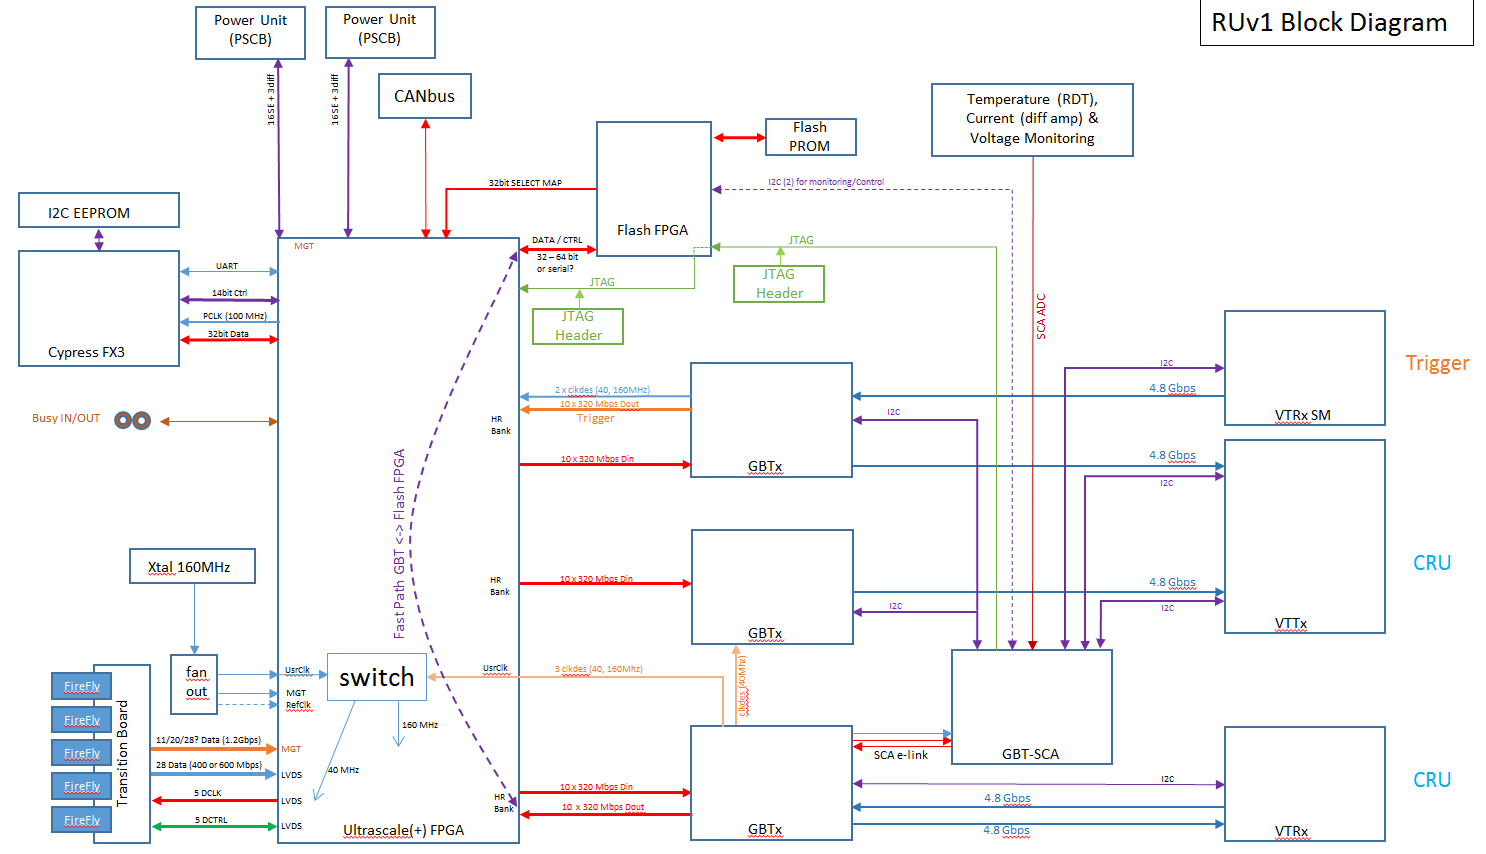 RUv1 Block Diagram
Power Unit
(PSCB)
Power Unit
(PSCB)
16SE + 3diff
16SE + 3diff
CANbus
Temperature (RDT),
Current (diff amp) &
Voltage Monitoring
Flash
PROM
Flash FPGA
32bit SELECT MAP
I2C (2) for monitoring/Control
I2C EEPROM
Cypress FX3
UART
14bit Ctrl
PCLK (100 MHz)
32bit Data
MGT
DATA / CTRL
32 – 64 bit
or serial?
JTAG
JTAG
JTAG
Header
JTAG
Header
SCA ADC
Busy IN/OUT
2 x clkdes (40, 160MHz)
10 x 320 Mbps Dout
Trigger
HR
Bank
10 x 320 Mbps Din
GBTx
I2C
I2C
4.8 Gbps
VTRx SM
Trigger
4.8 Gbps
I2C
Fast Path GBT <-> Flash FPGA
Xtal 160MHz
HR
Bank
10 x 320 Mbps Din
GBTx
I2C
4.8 Gbps
I2C
VTTx
CRU
fan
out
UsrClk
MGT
RefClk
switch
160 MHz
40 MHz
UsrClk
3 clkdes (40, 160Mhz)
clkdes (40Mhz)
FireFly
FireFly
FireFly
FireFly
FireFly
Transition Board
11/20/28? Data (1.2Gbps)
MGT
28 Data (400 or 600 Mbps)
LVDS
5 DCLK
LVDS
5 DCTRL
LVDS
Ultrascale(+) FPGA
HR
Bank
10 x 320 Mbps Din
10 x 320 Mbps Dout
GBTx
SCA e-link
GBT-SCA
I2C
4.8 Gbps
4.8 Gbps
VTRx
CRU